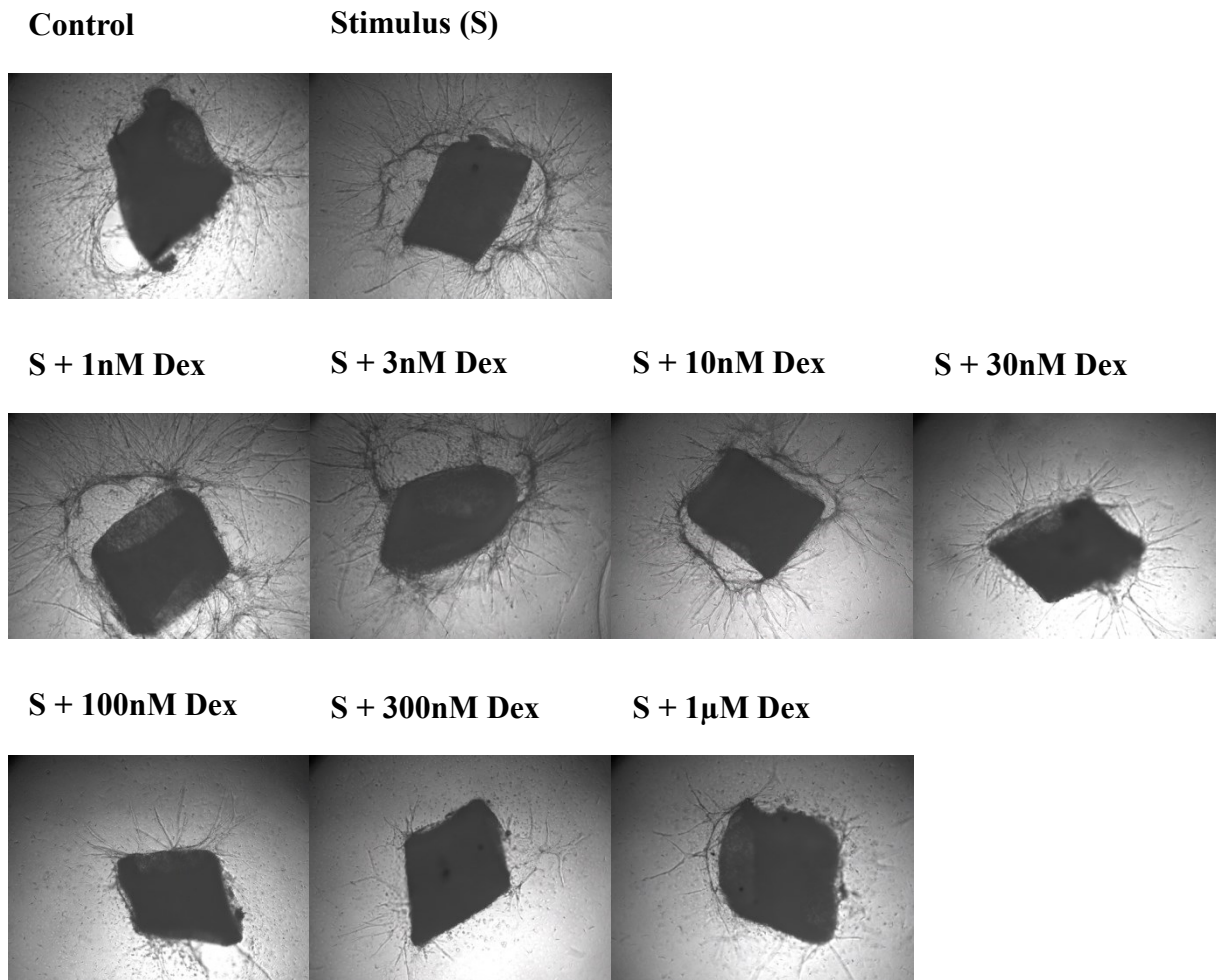 Control
Stimulus (S)
S + 1nM Dex
S + 3nM Dex
S + 10nM Dex
S + 30nM Dex
S + 100nM Dex
S + 300nM Dex
S + 1μM Dex